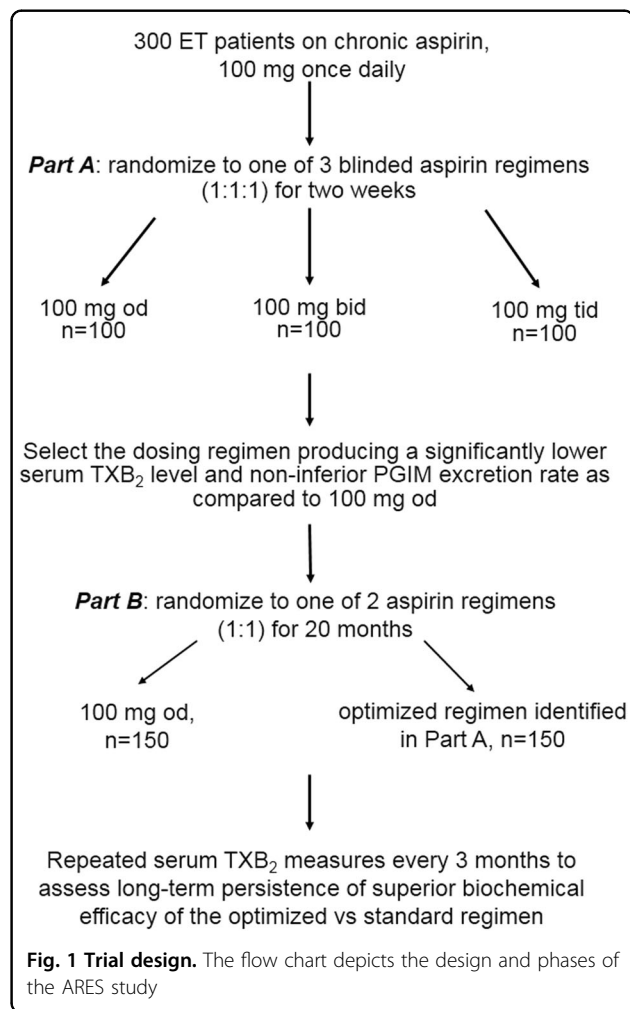 300 ET patients on chronic aspirin,
100 mg once daily
Part A: randomize to one of 3 blinded aspirin regimens
(1:1:1) for two weeks
100 mg od
n=100
100 mg bid
n=100
100 mg tid
n=100
Select the dosing regimen producing a significantly lower
serum TXB₂ level and non-inferior PGIM excretion rate as
compared to 100 mg od
Part B: randomize to one of 2 aspirin regimens
(1:1) for 20 months
100 mg od,
n=150
optimized regimen identified
in Part A, n=150
Repeated serum TXB₂ measures every 3 months to
assess long-term persistence of superior biochemical
efficacy of the optimized vs standard regimen
Fig. 1 Trial design. The flow chart depicts the design and phases of
the ARES study